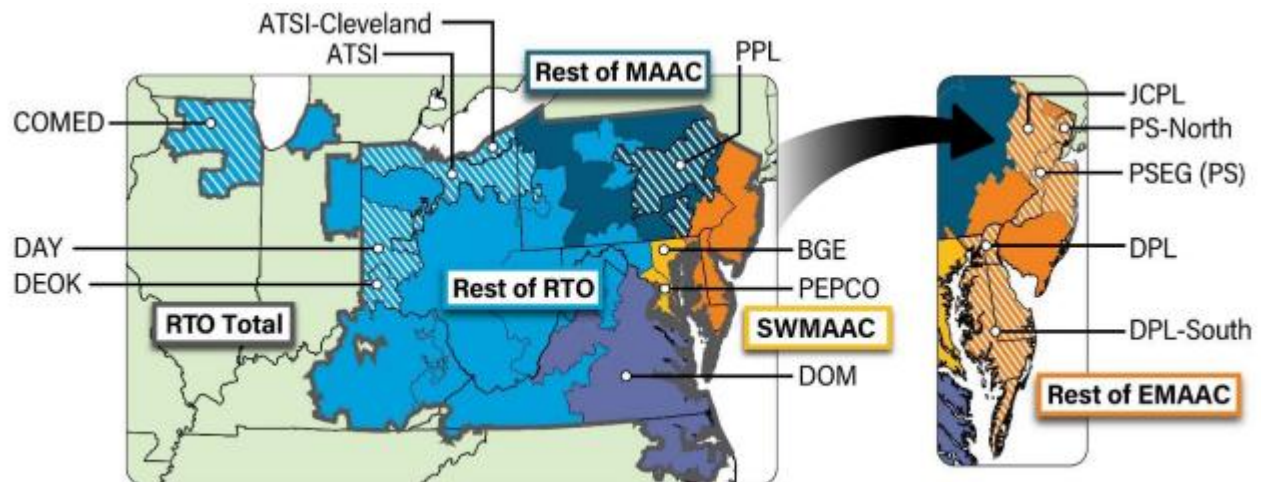 ATSI-Cleveland
ATSI
Rest of MAAC
PPL
COMED
DAY
DEOK
RTO Total
Rest of RTO
BGE
PEPCO
SWMAAC
DOM
JCPL
PS-North
PSEG (PS)
DPL
DPL-South
Rest of EMAAC